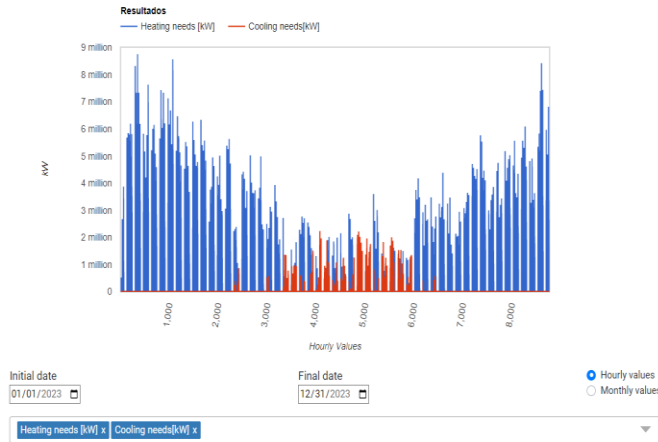 Resultados
Heating needs [kW] Cooling needs[kW]
9 million
8 million
7 million
6 million
5 million
4 million
3 million
2 million
1 million
0
kW
1,000 2,000 3,000 4,000 5,000 6,000 7,000 8,000
Hourly Values
Initial date Final date Hourly values
01/01/2023 12/31/2023 Monthly values
Heating needs [kW] x Cooling needs[kW] x